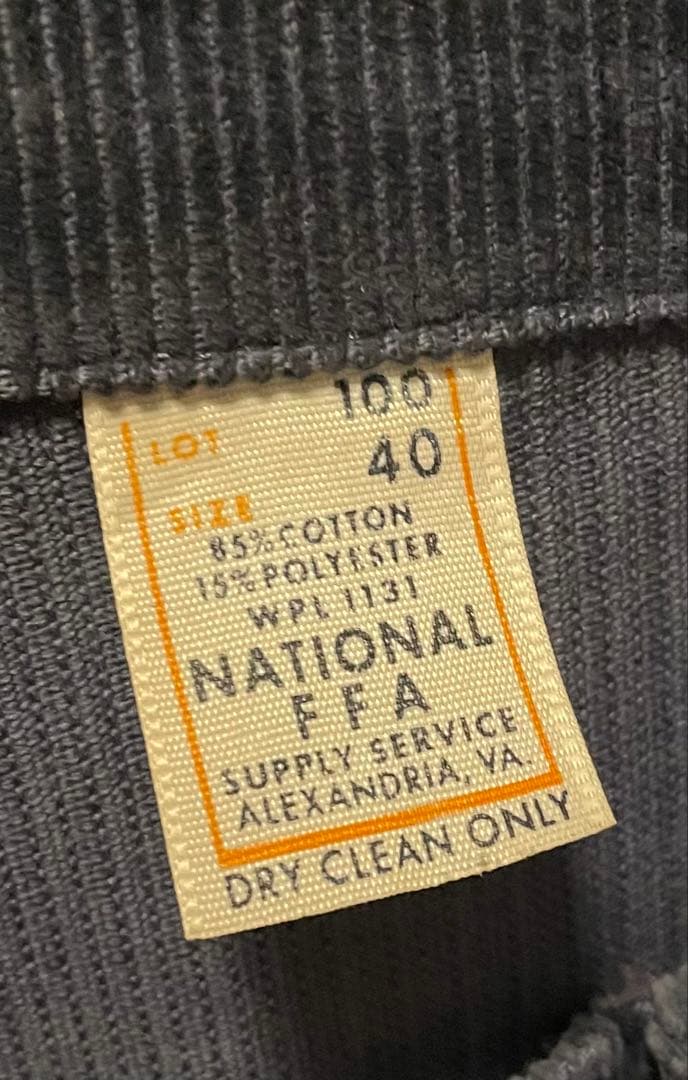 100
LOT
40
SIZE
85% COTTON
15% POLYESTER
WPL 1131
NATIONAL
FFA
SUPPLY SERVICE
ALEXANDRIA, VA.
DRY CLEAN ONLY